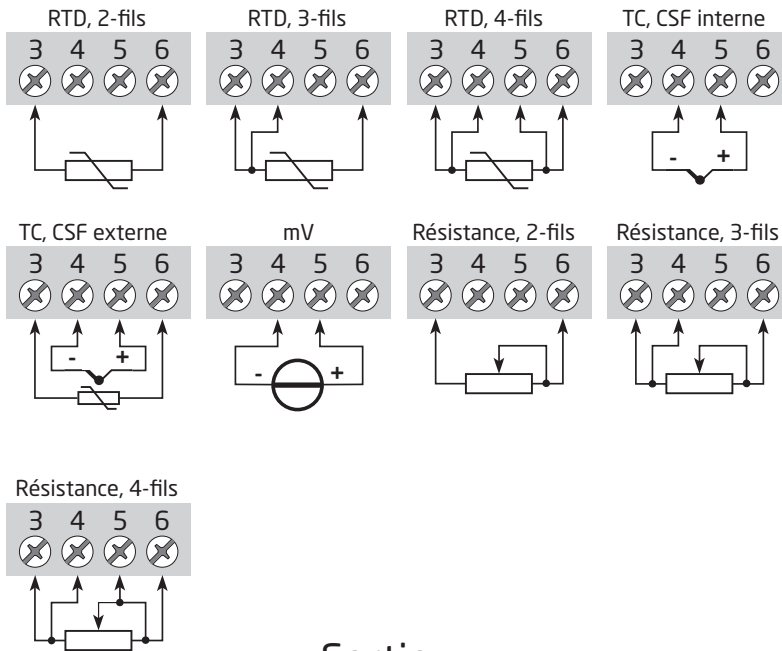 RTD, 2-fils
3 4 5 6
RTD, 3-fils
3 4 5 6
RTD, 4-fils
3 4 5 6
TC, CSF interne
3 4 5 6
- +
TC, CSF externe
3 4 5 6
- +
mV
3 4 5 6
- +
Résistance, 2-fils
3 4 5 6
Résistance, 3-fils
3 4 5 6
Résistance, 4-fils
3 4 5 6